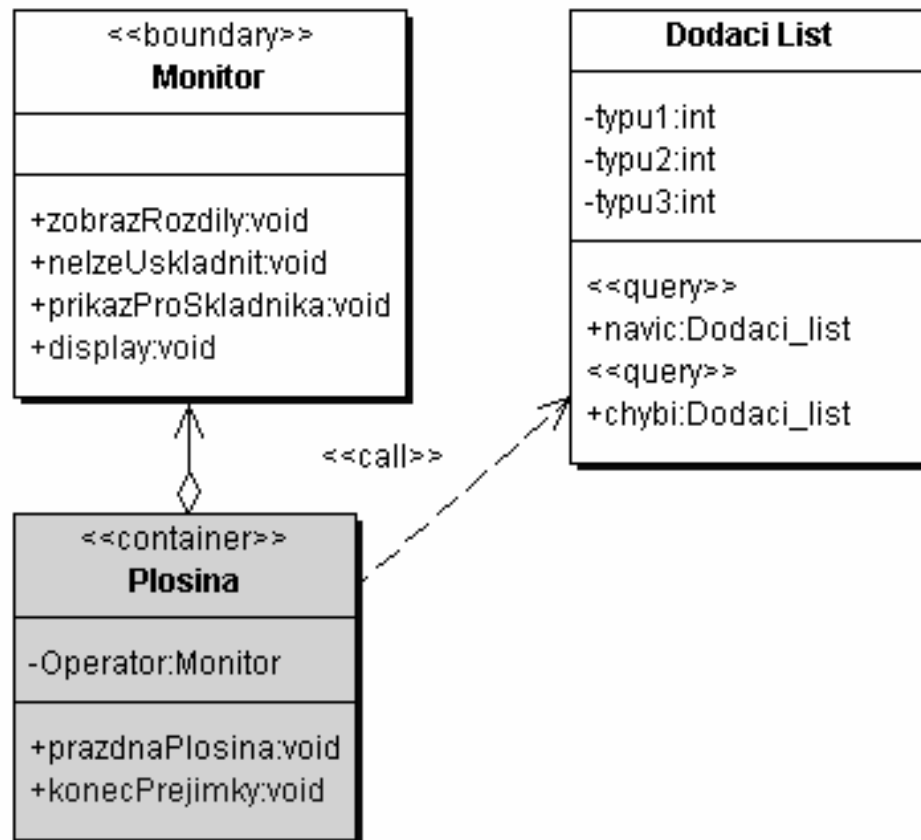 <<boundary>>
Monitor
+zobrazRozdily:void
+nelzeUskladnit:void
+prikazProSkladnika:void
+display:void
Dodaci List
-typu1:int
-typu2:int
-typu3:int
<<query>>
+navic:Dodaci_list
<<query>>
+chybi:Dodaci_list
<<call>>
<<container>>
Plosina
-Operator:Monitor
+prazdnaPlosina:void
+konecPrejimky:void